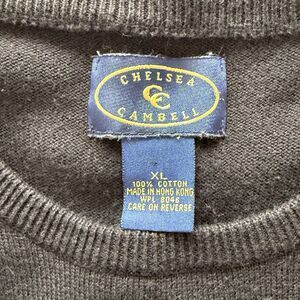 CHELSEA
CC
CAMBELL
XL
100% COTTON
MADE IN HONG KONG
WPL 8046
CARE ON REVERSE